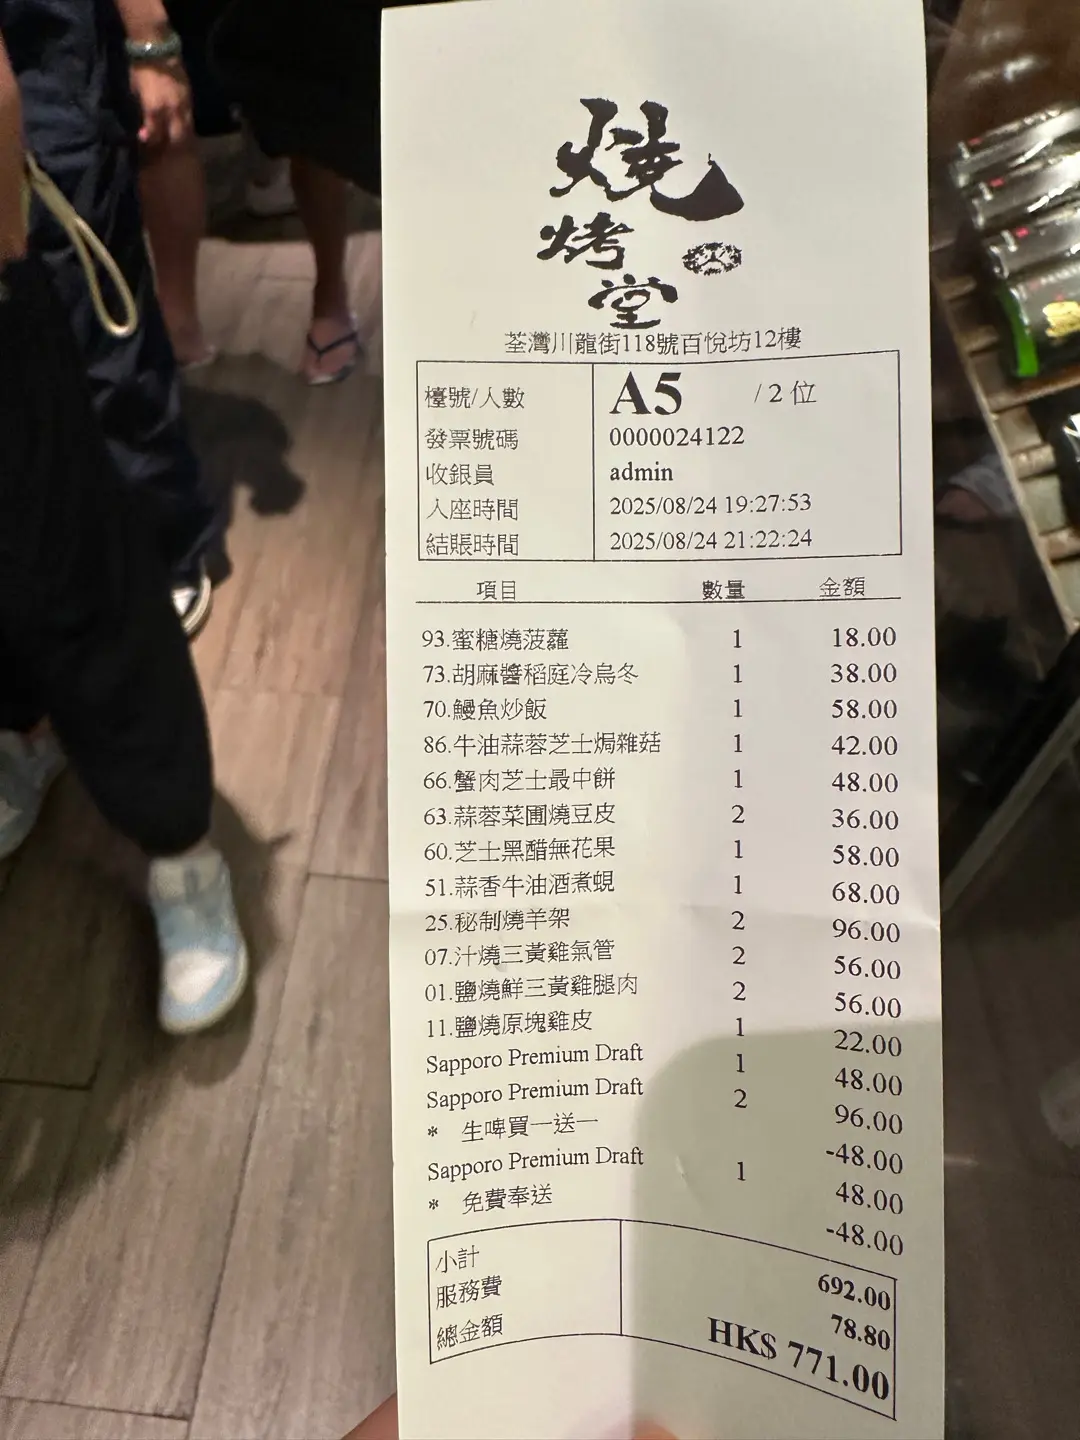 燒
烤
堂
荃灣川龍街118號百悅坊12樓
檯號/人數 A5 / 2 位
發票號碼 0000024122
收銀員 admin
入座時間 2025/08/24 19:27:53
結賬時間 2025/08/24 21:22:24
項目 數量 金額
93.蜜糖燒菠蘿 1 18.00
73.胡麻醬稻庭冷烏冬 1 38.00
70.鰻魚炒飯 1 58.00
86.牛油蒜蓉芝士焗雜菇 1 42.00
66.蟹肉芝士最中餅 1 48.00
63.蒜蓉菜圃燒豆皮 2 36.00
60.芝士黑醋無花果 1 58.00
51.蒜香牛油酒煮蜆 1 68.00
25.秘制燒羊架 2 96.00
07.汁燒三黃雞氣管 2 56.00
01.鹽燒鮮三黃雞腿肉 2 56.00
11.鹽燒原塊雞皮 1 22.00
Sapporo Premium Draft 1 48.00
Sapporo Premium Draft 2 96.00
* 生啤買一送一 -48.00
Sapporo Premium Draft 1 48.00
* 免費奉送 -48.00
小計 692.00
服務費 78.80
總金額 HK$ 771.00